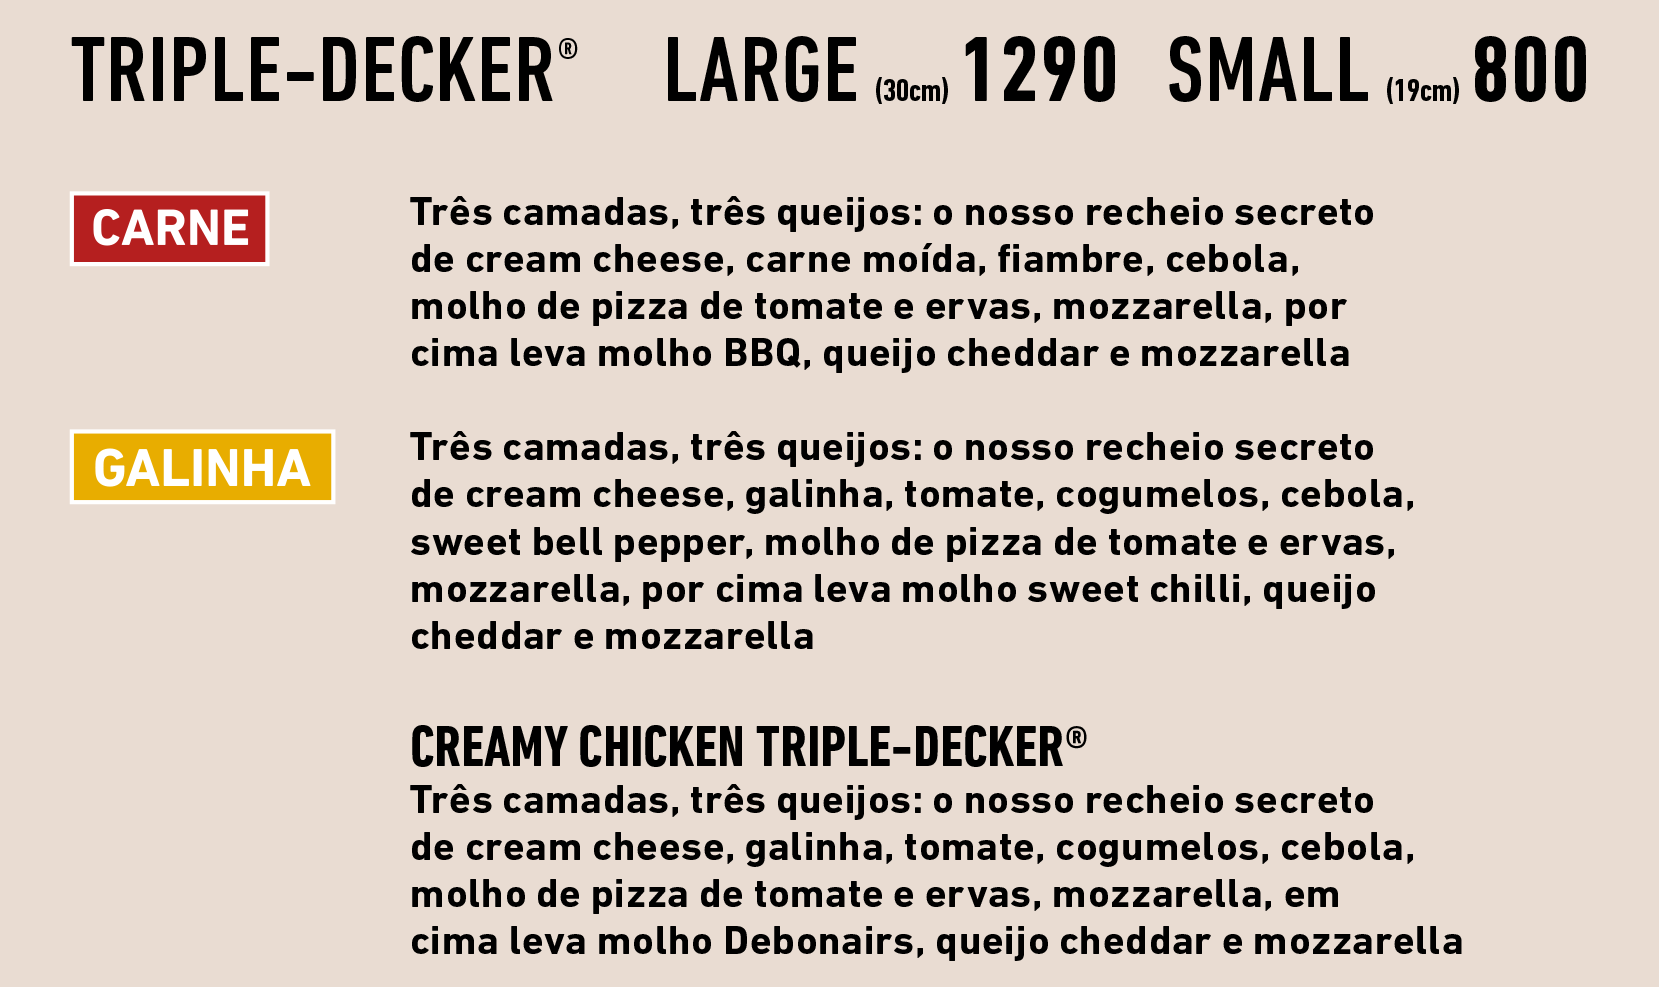 TRIPLE-DECKER® LARGE (30cm) 1290 SMALL (19cm) 800
CARNE
Três camadas, três queijos: o nosso recheio secreto
de cream cheese, carne moída, fiambre, cebola,
molho de pizza de tomate e ervas, mozzarella, por
cima leva molho BBQ, queijo cheddar e mozzarella
GALINHA
Três camadas, três queijos: o nosso recheio secreto
de cream cheese, galinha, tomate, cogumelos, cebola,
sweet bell pepper, molho de pizza de tomate e ervas,
mozzarella, por cima leva molho sweet chilli, queijo
cheddar e mozzarella
CREAMY CHICKEN TRIPLE-DECKER®
Três camadas, três queijos: o nosso recheio secreto
de cream cheese, galinha, tomate, cogumelos, cebola,
molho de pizza de tomate e ervas, mozzarella, em
cima leva molho Debonairs, queijo cheddar e mozzarella